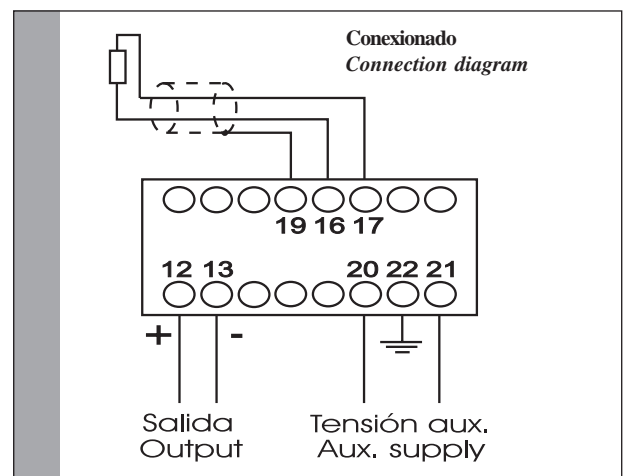 Conexionado
Connection diagram
19 16 17
12 13 20 22 21
+ -
Salida Tensión aux.
Output Aux. supply